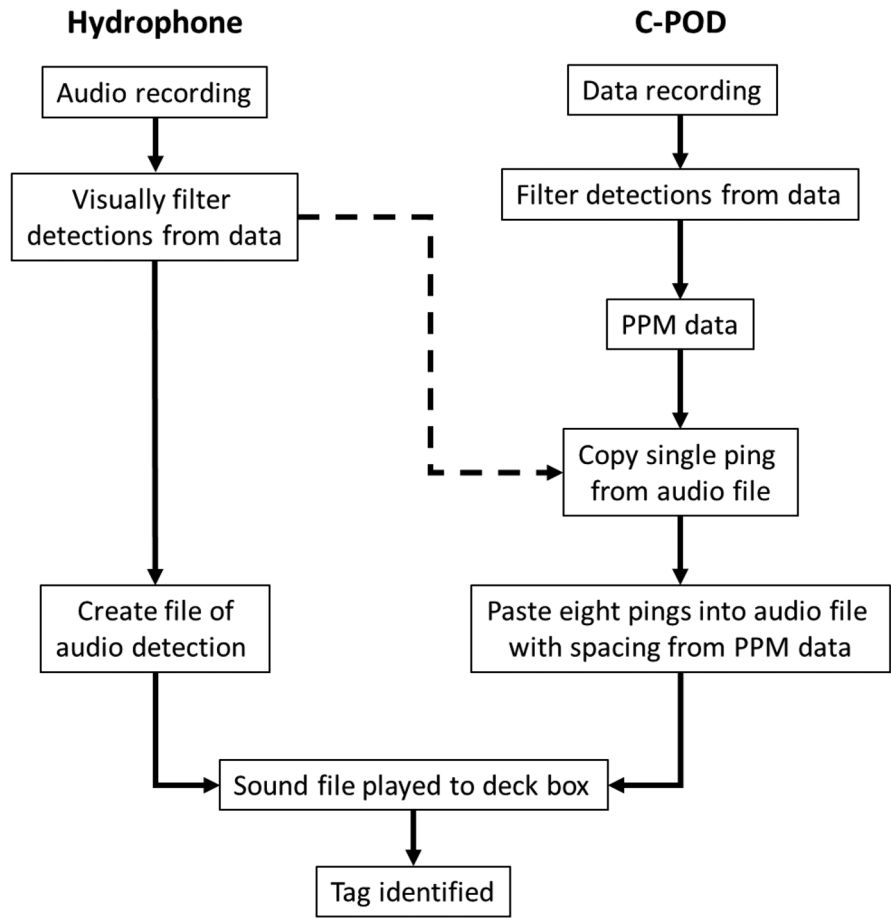 Hydrophone
Audio recording
Visually filter
detections from data
Create file of
audio detection
C-POD
Data recording
Filter detections from data
PPM data
Copy single ping
from audio file
Paste eight pings into audio file
with spacing from PPM data
Sound file played to deck box
Tag identified